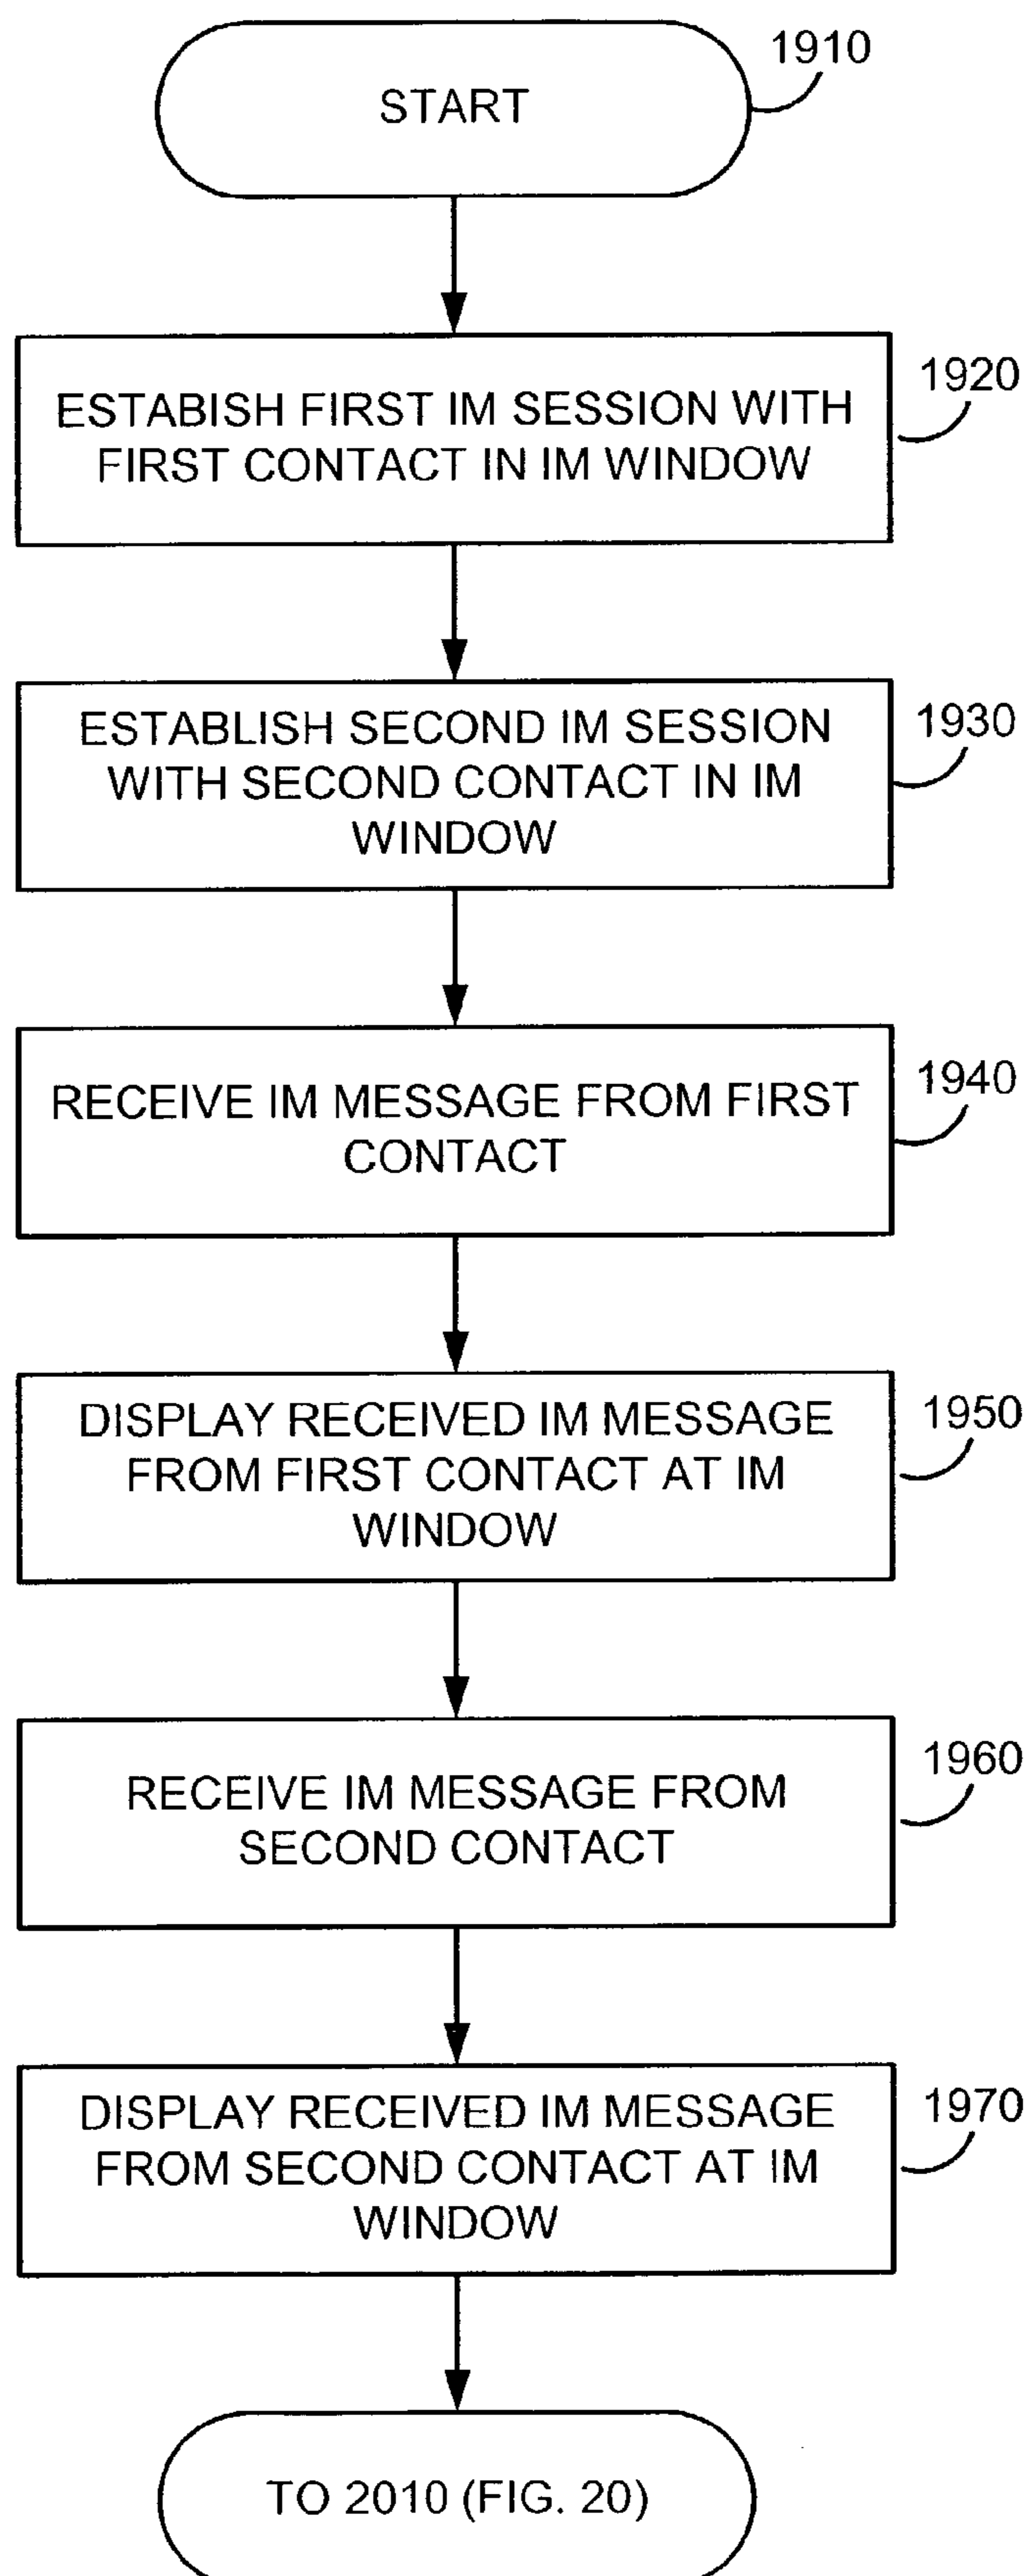 START
1910
ESTABISH FIRST IM SESSION WITH
FIRST CONTACT IN IM WINDOW
1920
ESTABLISH SECOND IM SESSION
WITH SECOND CONTACT IN IM
WINDOW
1930
RECEIVE IM MESSAGE FROM FIRST
CONTACT
1940
DISPLAY RECEIVED IM MESSAGE
FROM FIRST CONTACT AT IM
WINDOW
1950
RECEIVE IM MESSAGE FROM
SECOND CONTACT
1960
DISPLAY RECEIVED IM MESSAGE
FROM SECOND CONTACT AT IM
WINDOW
1970
TO 2010 (FIG. 20)